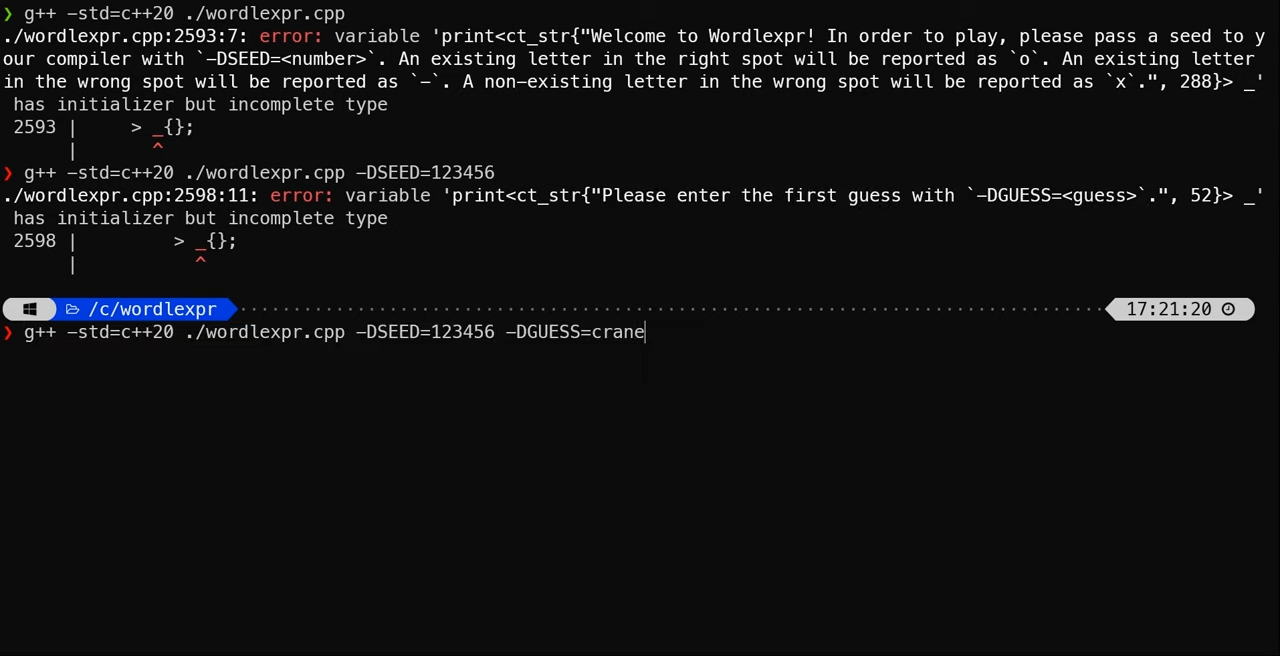 ❯ g++ -std=c++20 ./wordlexpr.cpp
./wordlexpr.cpp:2593:7: error: variable 'print<ct_str{"Welcome to Wordlexpr! In order to play, please pass a seed to y
our compiler with `-DSEED=<number>`. An existing letter in the right spot will be reported as `o`. An existing letter
in the wrong spot will be reported as `-`. A non-existing letter in the wrong spot will be reported as `x`.", 288}> _'
 has initializer but incomplete type
 2593 |     > _{};
      |       ^
❯ g++ -std=c++20 ./wordlexpr.cpp -DSEED=123456
./wordlexpr.cpp:2598:11: error: variable 'print<ct_str{"Please enter the first guess with `-DGUESS=<guess>`.", 52}> _'
 has initializer but incomplete type
 2598 |         > _{};
      |           ^
/c/wordlexpr 17:21:20
❯ g++ -std=c++20 ./wordlexpr.cpp -DSEED=123456 -DGUESS=crane